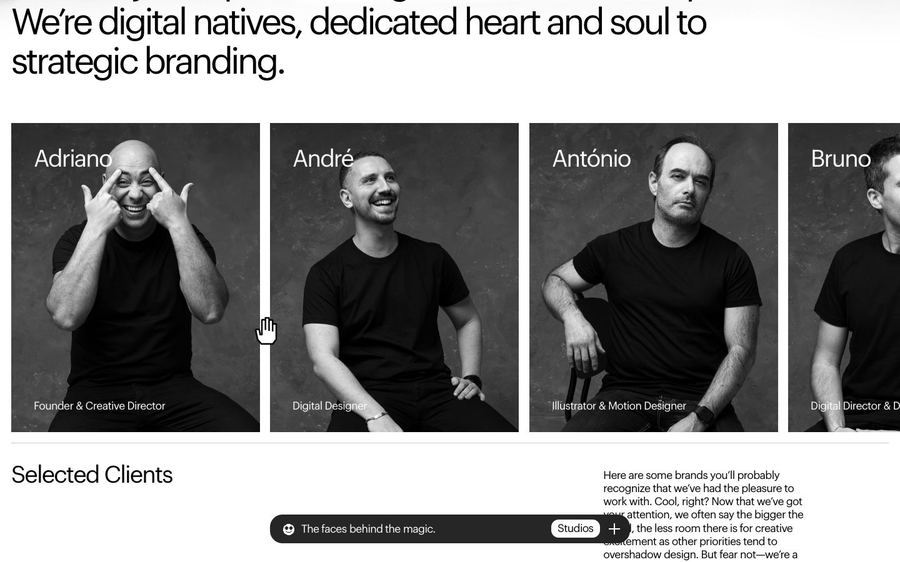 We're digital natives, dedicated heart and soul to
strategic branding.
Adriano
André
António
Bruno
Founder & Creative Director
Digital Designer
Illustrator & Motion Designer
Digital Director & D
Selected Clients
Here are some brands you'll probably
recognize that we've had the pleasure to
work with. Cool, right? Now that we've got
your attention, we often say the bigger the
the less room there is for creative
excitement as other priorities tend to
overshadow design. But fear not—we're a
The faces behind the magic.
Studios